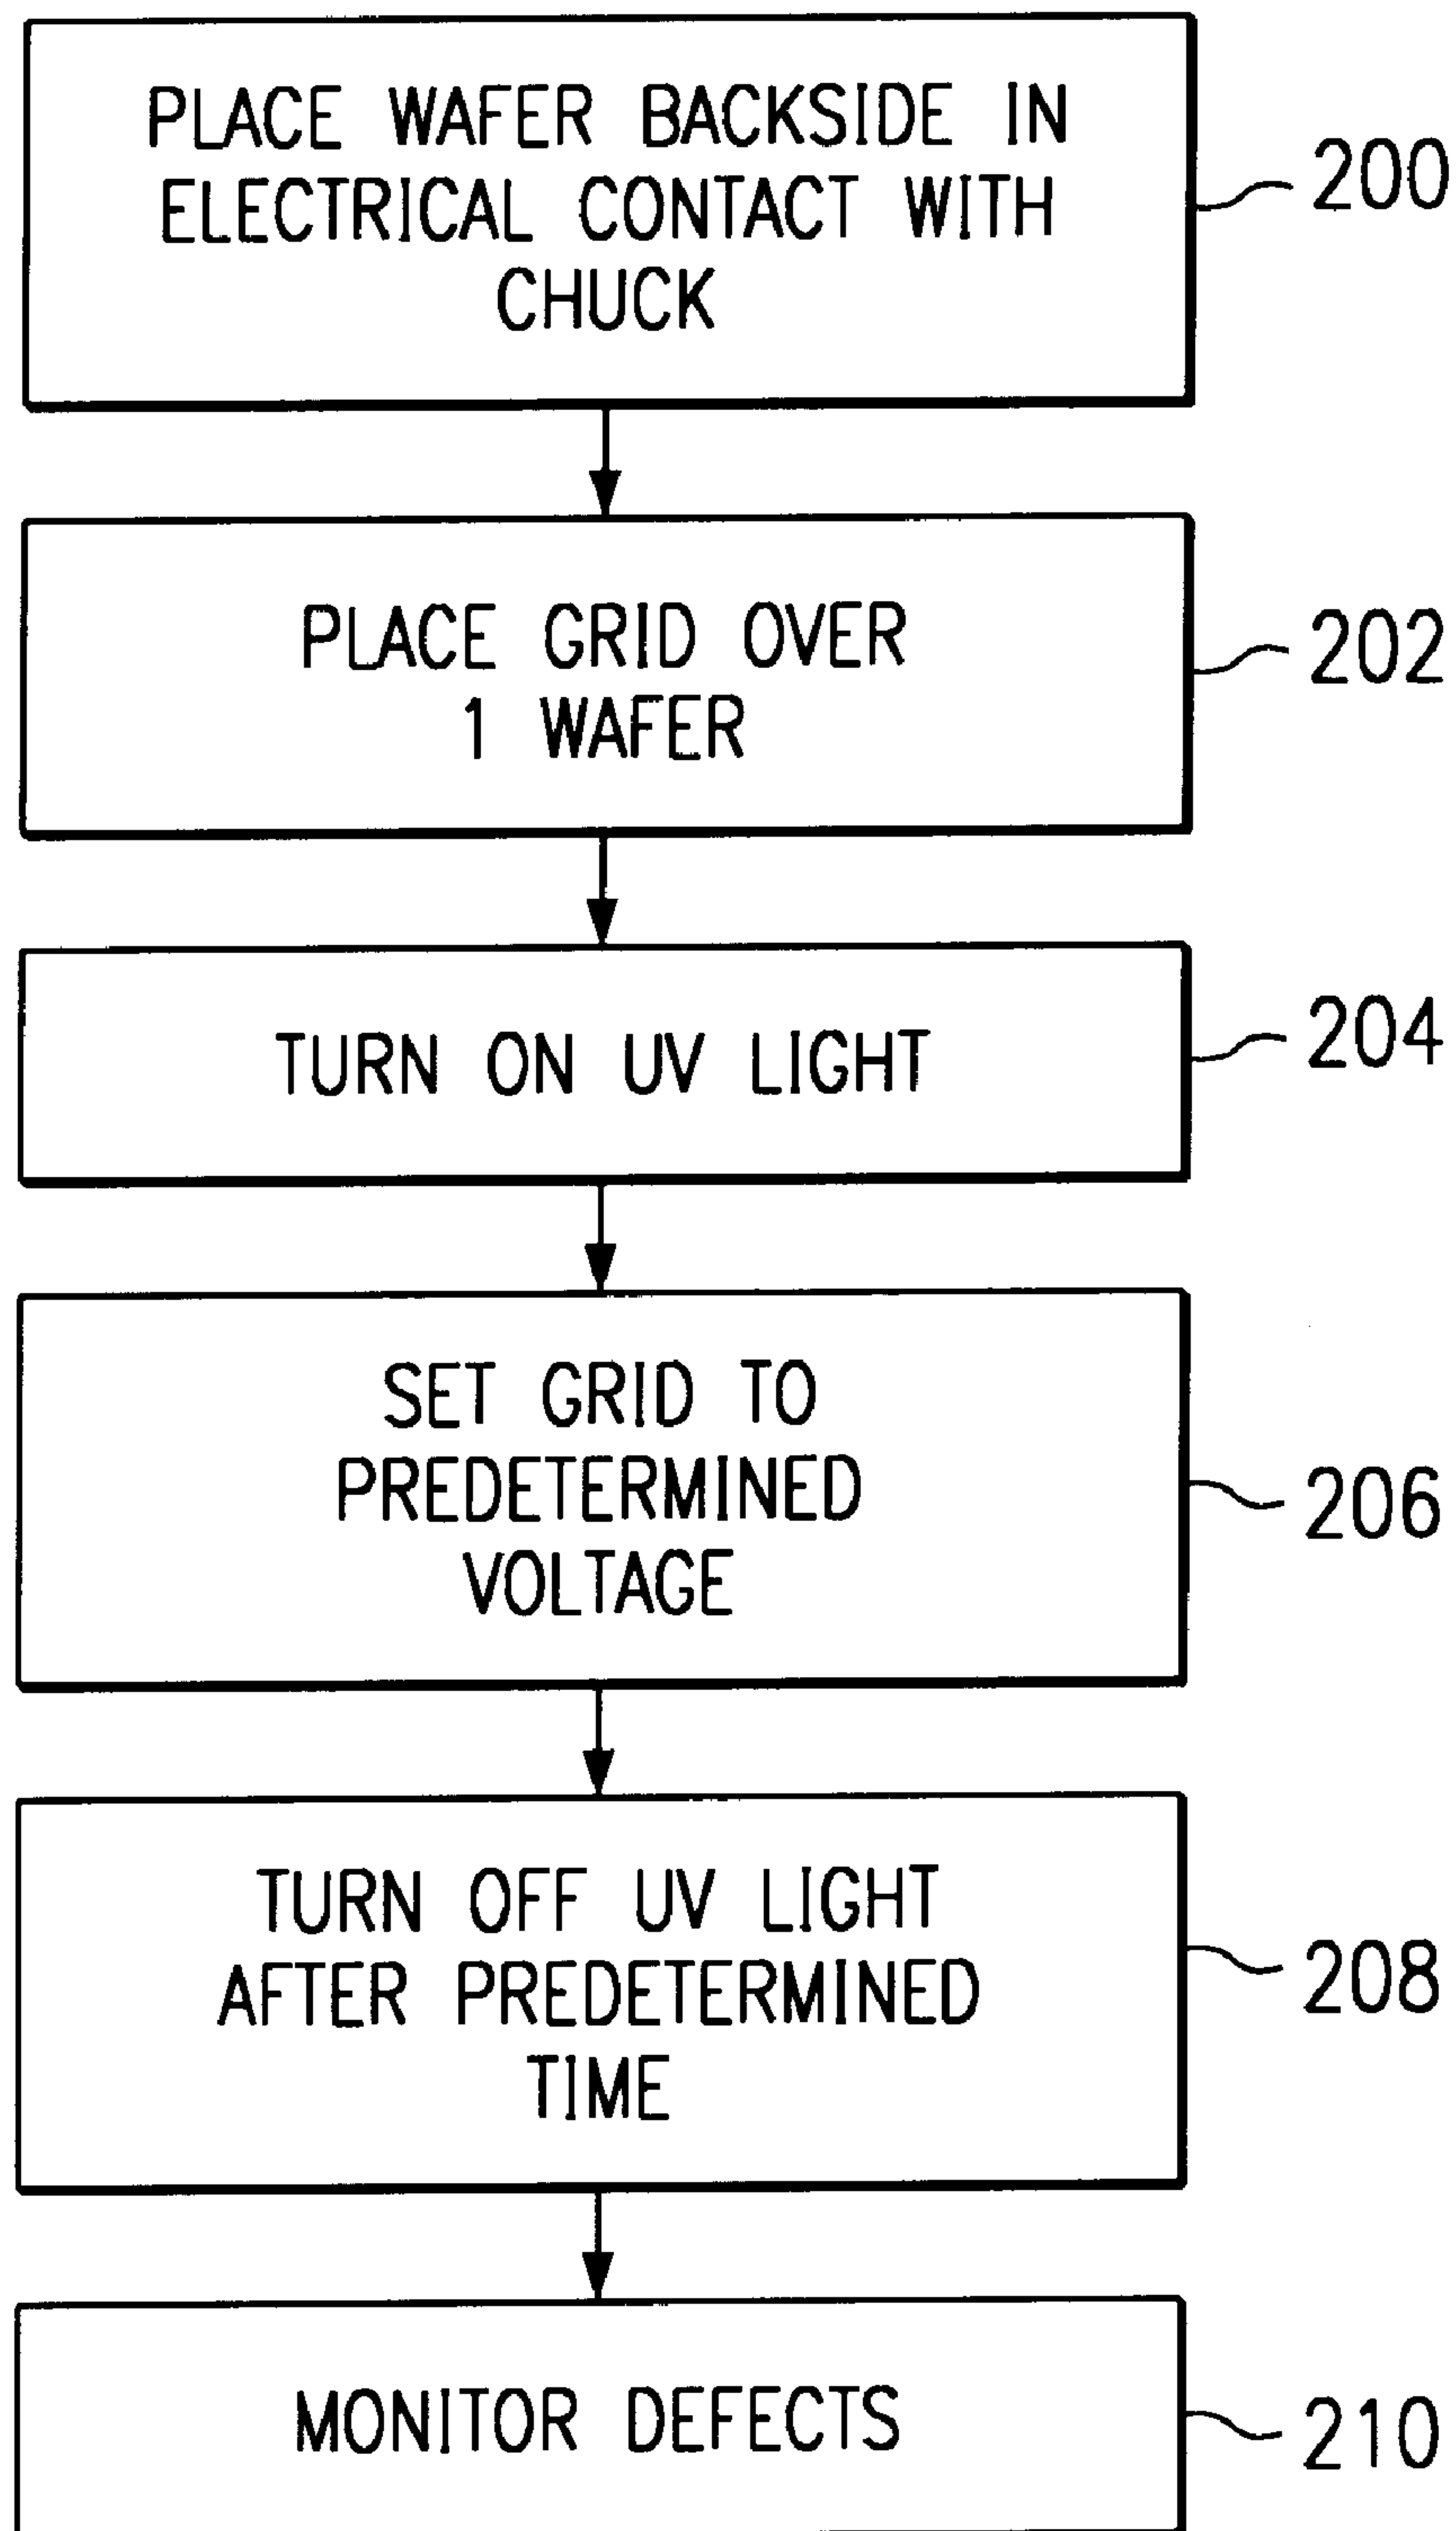 PLACE WAFER BACKSIDE IN
ELECTRICAL CONTACT WITH
CHUCK
200
PLACE GRID OVER
1 WAFER
202
TURN ON UV LIGHT
204
SET GRID TO
PREDETERMINED
VOLTAGE
206
TURN OFF UV LIGHT
AFTER PREDETERMINED
TIME
208
MONITOR DEFECTS
210